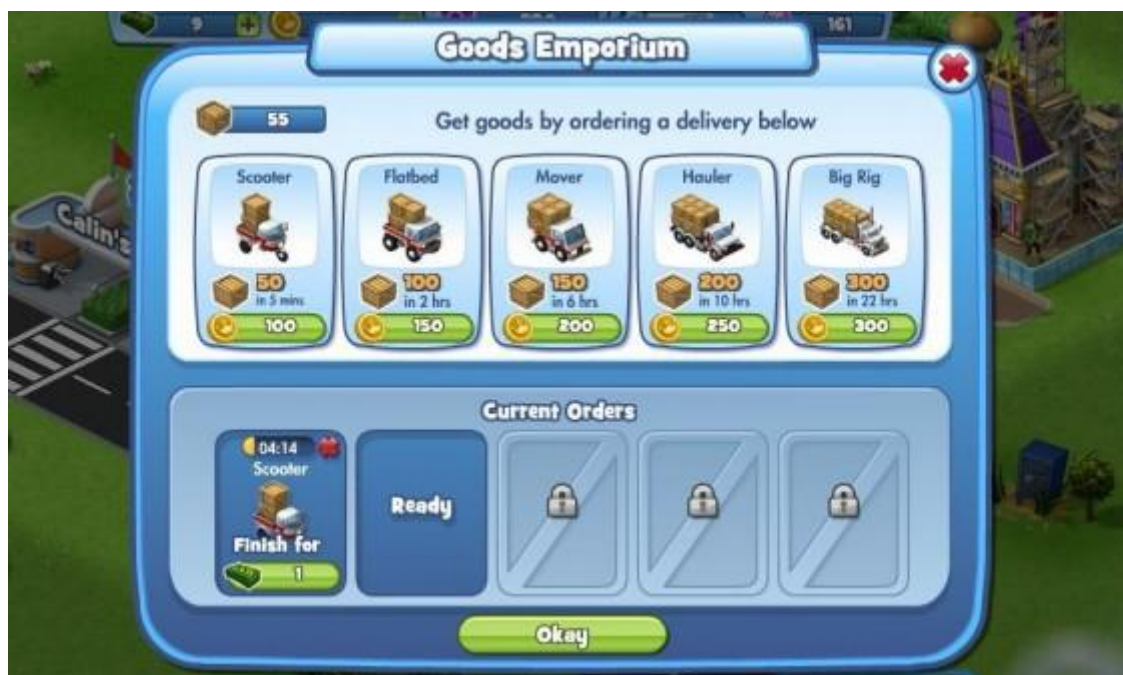 9
161
Goods Emporium
55
Get goods by ordering a delivery below
Scooter
50
in 5 mins
100
Flatbed
100
in 2 hrs
150
Mover
150
in 6 hrs
200
Hauler
200
in 10 hrs
250
Big Rig
300
in 22 hrs
300
Calin's
Current Orders
04:14
Scooter
Finish for
1
Ready
Okay